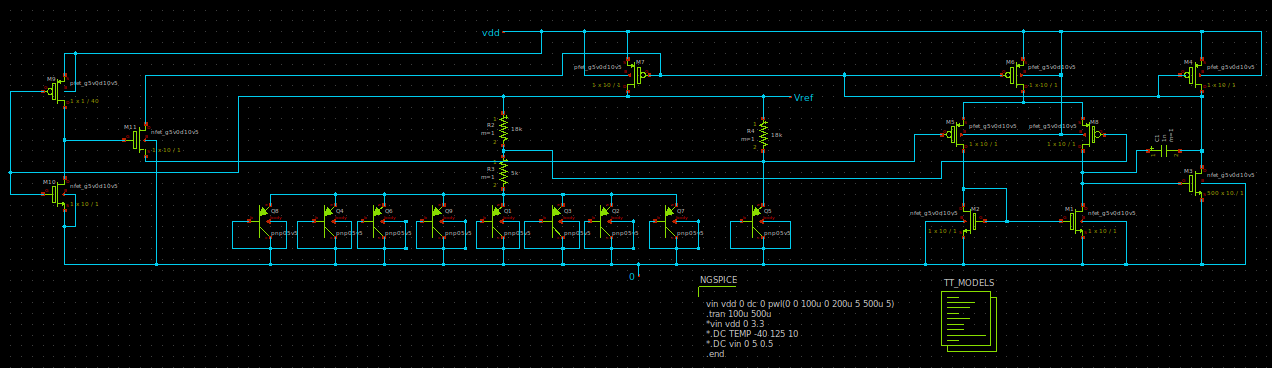 vdd
M9
pfet_g5v0d10v5
1 x 1 / 40
M11
nfet_g5v0d10v5
1 x 10 / 1
M10
nfet_g5v0d10v5
1 x 10 / 1
M7
pfet_g5v0d10v5
1 x 10 / 1
Vref
R2
m=1
18k
R3
m=1
5k
R4
m=1
18k
M6
pfet_g5v0d10v5
1 x 10 / 1
M4
pfet_g5v0d10v5
1 x 10 / 1
M5
pfet_g5v0d10v5
1 x 10 / 1
M8
pfet_g5v0d10v5
1 x 10 / 1
C1
1n
m=1
M3
nfet_g5v0d10v5
500 x 10 / 1
Q4
pnp05v5
Q6
pnp05v5
Q9
pnp05v5
Q1
pnp05v5
Q3
pnp05v5
Q2
pnp05v5
Q7
pnp05v5
Q5
pnp05v5
M2
nfet_g5v0d10v5
1 x 10 / 1
M1
nfet_g5v0d10v5
1 x 10 / 1
0
NGSPICE
vin vdd 0 dc 0 pwl(0 0 100u 0 200u 5 500u 5)
.tran 100u 500u
*vin vdd 0 3.3
*.DC TEMP -40 125 10
*.DC vin 0 5 0.5
.end
TT_MODELS